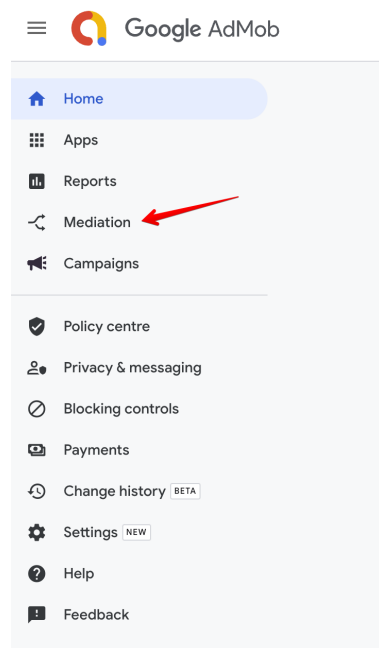 Google AdMob
Home
Apps
Reports
Mediation
Campaigns
Policy centre
Privacy & messaging
Blocking controls
Payments
Change history BETA
Settings NEW
Help
Feedback